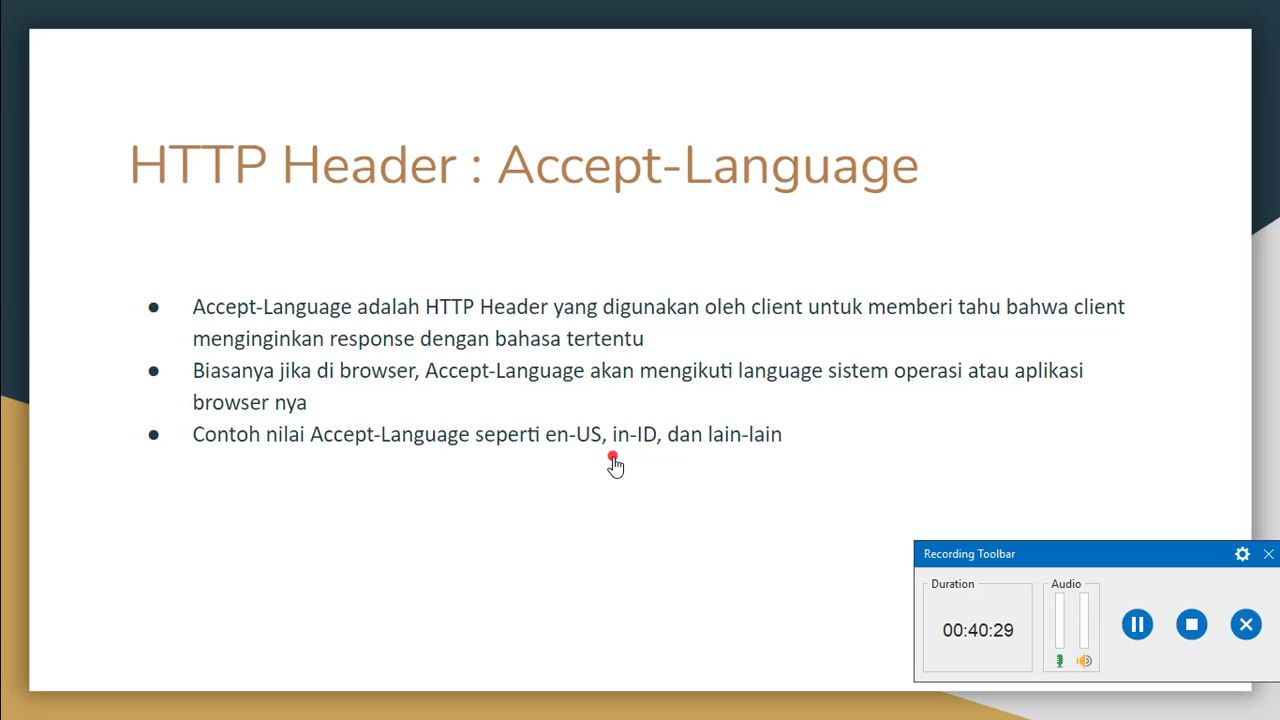 HTTP Header : Accept-Language
● Accept-Language adalah HTTP Header yang digunakan oleh client untuk memberi tahu bahwa client
menginginkan response dengan bahasa tertentu
● Biasanya jika di browser, Accept-Language akan mengikuti language sistem operasi atau aplikasi
browser nya
● Contoh nilai Accept-Language seperti en-US, in-ID, dan lain-lain
Recording Toolbar
Duration
Audio
00:40:29